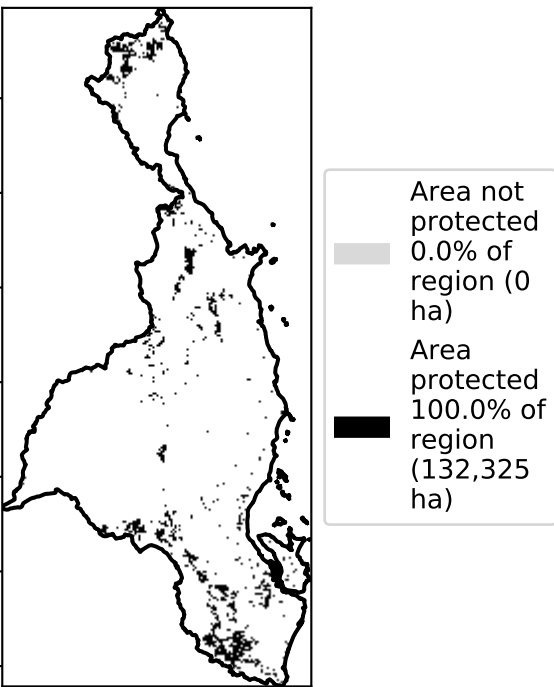 Area not
protected
0.0% of
region (0
ha)
Area
protected
100.0% of
region
(132,325
ha)